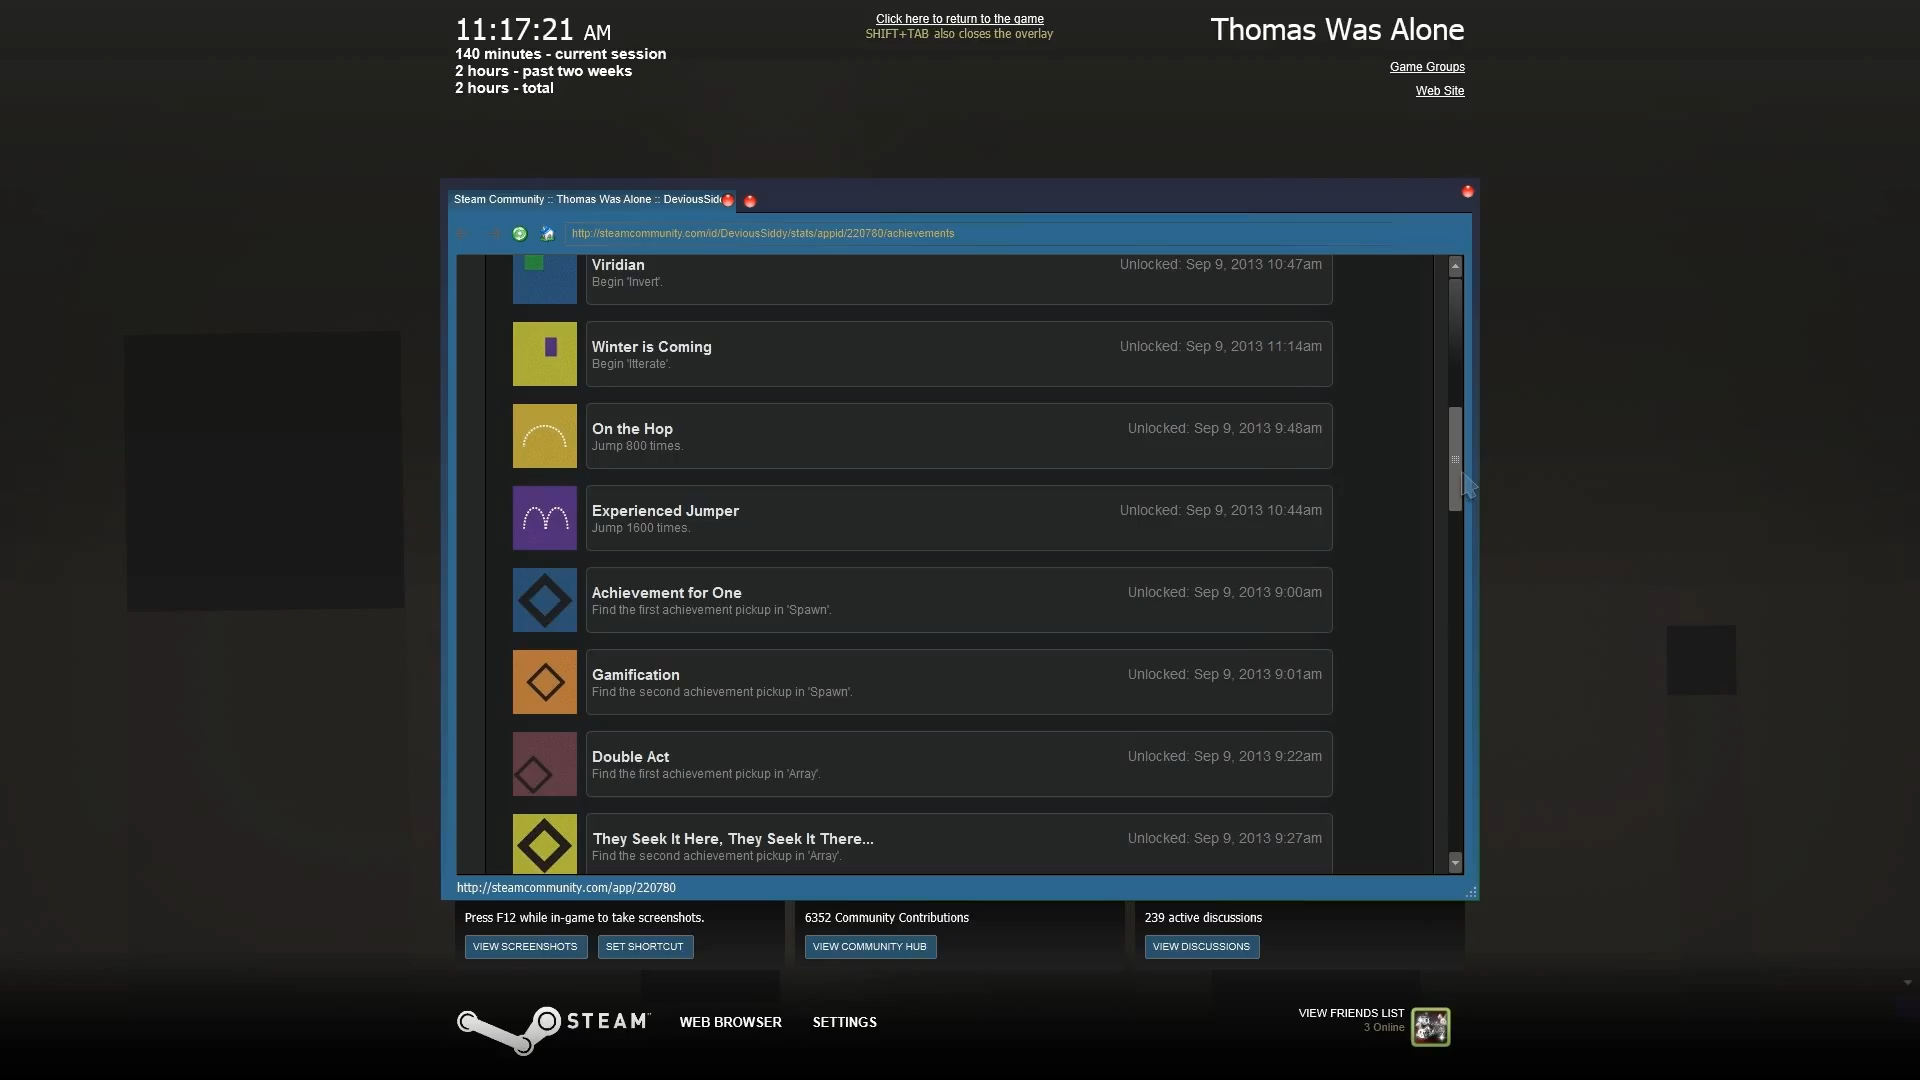 11:17:21 AM
140 minutes - current session
2 hours - past two weeks
2 hours - total
Click here to return to the game
SHIFT+TAB also closes the overlay
Thomas Was Alone
Game Groups
Web Site
Steam Community :: Thomas Was Alone :: DeviousSidd
http://steamcommunity.com/id/DeviousSiddy/stats/appid/220780/achievements
Viridian
Unlocked: Sep 9, 2013 10:47am
Begin 'Invert'.
Winter is Coming
Unlocked: Sep 9, 2013 11:14am
Begin 'Itterate'.
On the Hop
Unlocked: Sep 9, 2013 9:48am
Jump 800 times.
Experienced Jumper
Unlocked: Sep 9, 2013 10:44am
Jump 1600 times.
Achievement for One
Unlocked: Sep 9, 2013 9:00am
Find the first achievement pickup in 'Spawn'.
Gamification
Unlocked: Sep 9, 2013 9:01am
Find the second achievement pickup in 'Spawn'.
Double Act
Unlocked: Sep 9, 2013 9:22am
Find the first achievement pickup in 'Array'.
They Seek It Here, They Seek It There...
Unlocked: Sep 9, 2013 9:27am
Find the second achievement pickup in 'Array'.
http://steamcommunity.com/app/220780
Press F12 while in-game to take screenshots.
VIEW SCREENSHOTS
SET SHORTCUT
6352 Community Contributions
VIEW COMMUNITY HUB
239 active discussions
VIEW DISCUSSIONS
STEAM™
WEB BROWSER
SETTINGS
VIEW FRIENDS LIST
3 Online